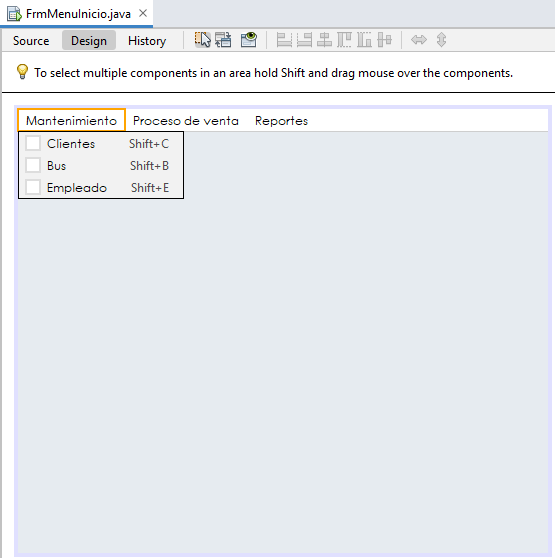 FrmMenuInicio.java
Source Design History
To select multiple components in an area hold Shift and drag mouse over the components.
Mantenimiento Proceso de venta Reportes
Clientes Shift+C
Bus Shift+B
Empleado Shift+E